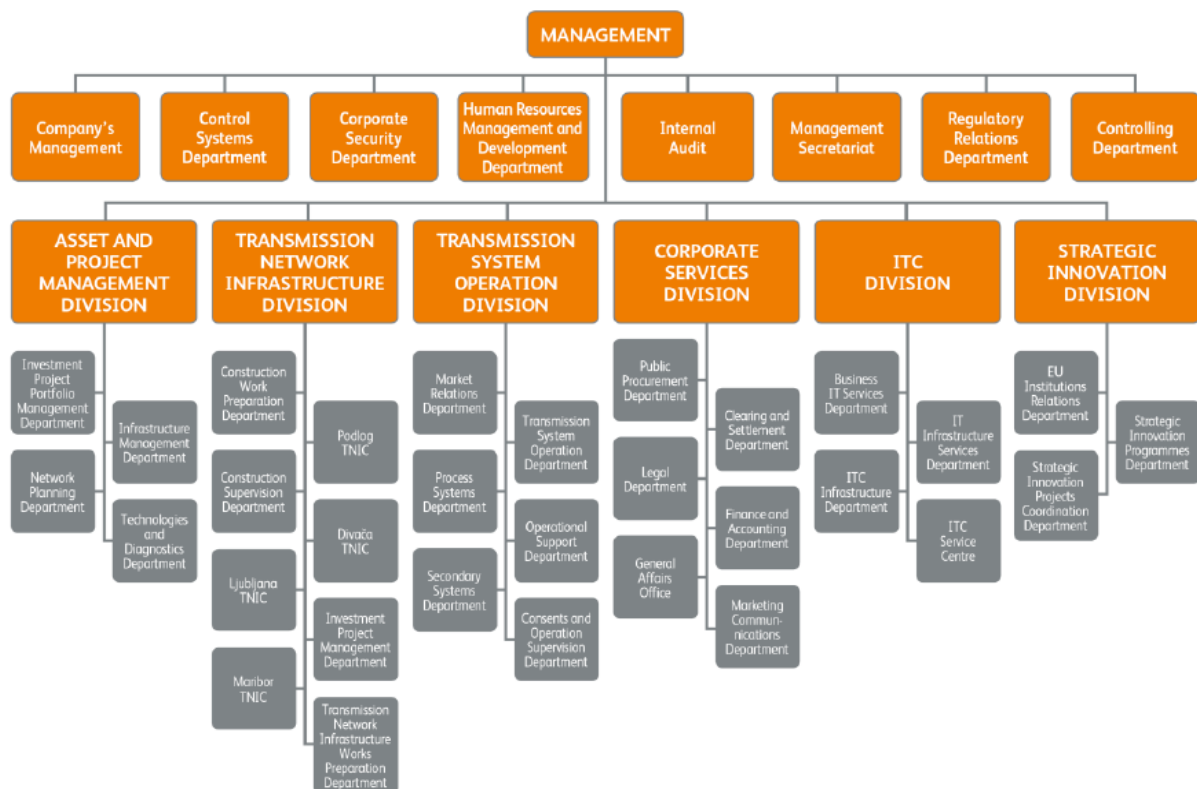 MANAGEMENT
Company's
Management
Control
Systems
Department
Corporate
Security
Department
Human Resources
Management and
Development
Department
Internal
Audit
Management
Secretariat
Regulatory
Relations
Department
Controlling
Department
ASSET AND
PROJECT
MANAGEMENT
DIVISION
TRANSMISSION
NETWORK
INFRASTRUCTURE
DIVISION
TRANSMISSION
SYSTEM
OPERATION
DIVISION
CORPORATE
SERVICES
DIVISION
ITC
DIVISION
STRATEGIC
INNOVATION
DIVISION
Investment
Project
Portfolio
Management
Department
Infrastructure
Management
Department
Network
Planning
Department
Technologies
and
Diagnostics
Department
Construction
Work
Preparation
Department
Podlog
TNIC
Construction
Supervision
Department
Divača
TNIC
Ljubljana
TNIC
Investment
Project
Management
Department
Maribor
TNIC
Transmission
Network
Infrastructure
Works
Preparation
Department
Market
Relations
Department
Transmission
System
Operation
Department
Process
Systems
Department
Operational
Support
Department
Secondary
Systems
Department
Consents and
Operation
Supervision
Department
Public
Procurement
Department
Clearing and
Settlement
Department
Legal
Department
Finance and
Accounting
Department
General
Affairs
Office
Marketing
Commun-
nications
Department
Business
IT Services
Department
IT
Infrastructure
Services
Department
ITC
Infrastructure
Department
ITC
Service
Centre
EU
Institutions
Relations
Department
Strategic
Innovation
Programmes
Department
Strategic
Innovation
Projects
Coordination
Department